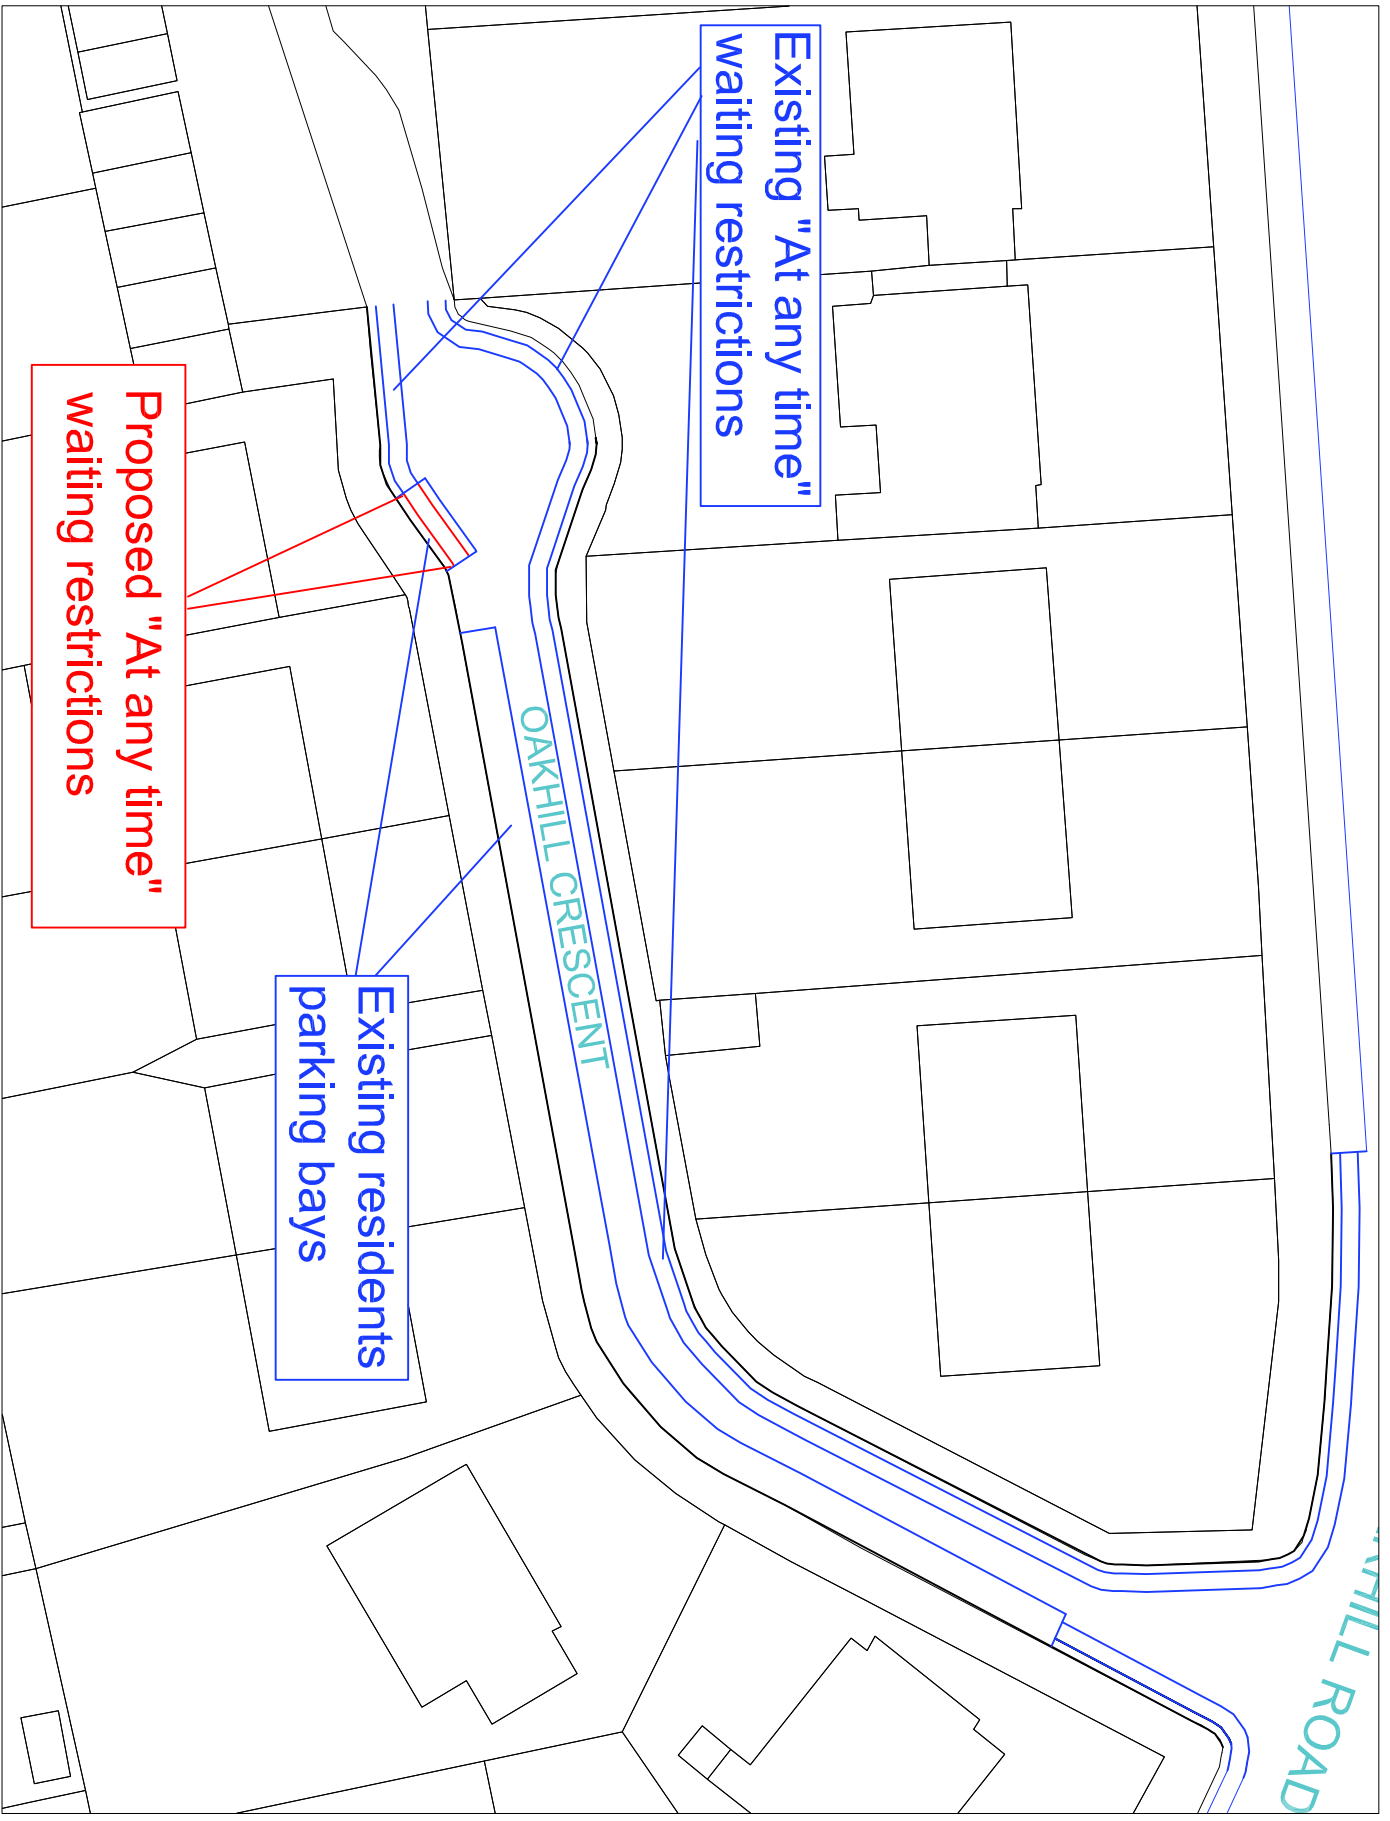 Existing "At any time"
waiting restrictions
Proposed "At any time"
waiting restrictions
OAKHILL CRESCENT
Existing residents
parking bays
HILL ROAD